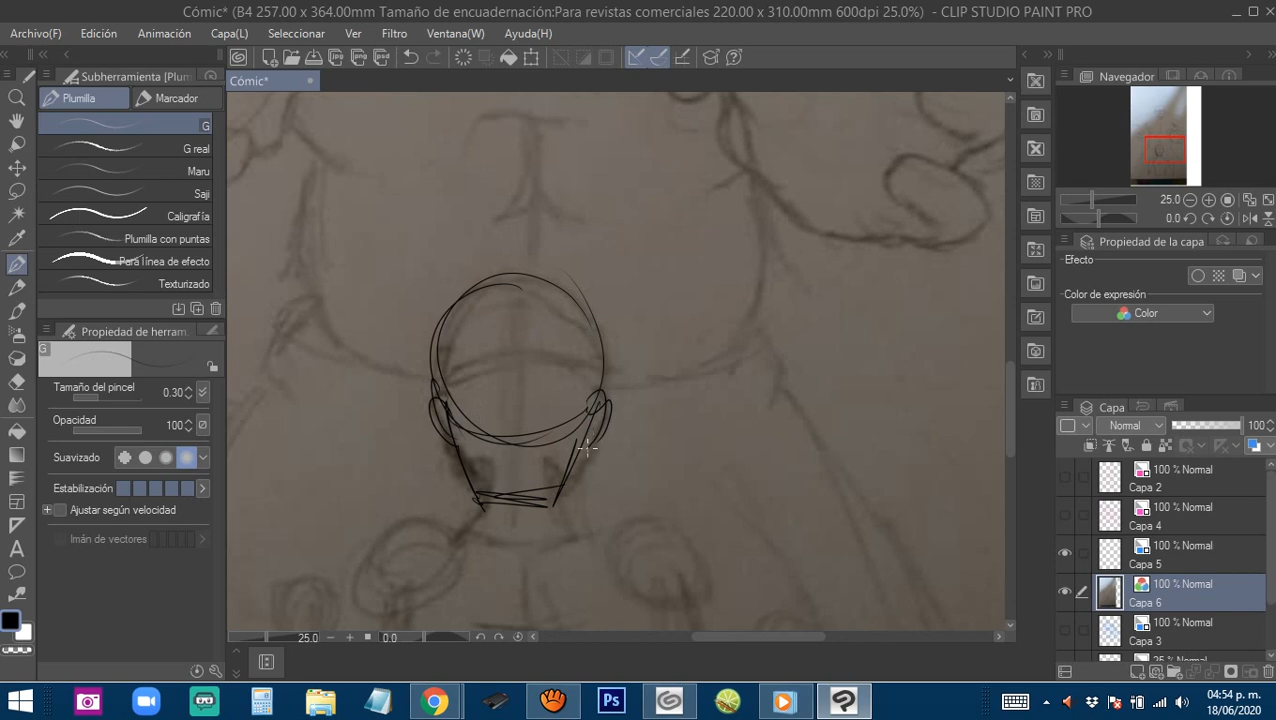 Cómic* (B4 257.00 x 364.00mm Tamaño de encuadernación:Para revistas comerciales 220.00 x 310.00mm 600dpi 25.0%) - CLIP STUDIO PAINT PRO
Archivo(F) Edición Animación Capa(L) Seleccionar Ver Filtro Ventana(W) Ayuda(H)
Subherramienta (Plum
Plumilla Marcador
G
G real
Maru
Saji
Caligrafía
Plumilla con puntas
Para línea de efecto
Texturizado
Propiedad de herram
G
Tamaño del pincel 0.30
Opacidad 100
Suavizado
Estabilización
Ajustar según velocidad
Imán de vectores
Cómic*
25.0 0.0
Navegador
25.0
0.0
Propiedad de la capa
Efecto
Color de expresión
Color
Capa
Normal 100
100 % Normal
Capa 2
100 % Normal
Capa 4
100 % Normal
Capa 5
100 % Normal
Capa 6
100 % Normal
Capa 3
25 % Normal
Ps
04:54 p. m.
18/06/2020